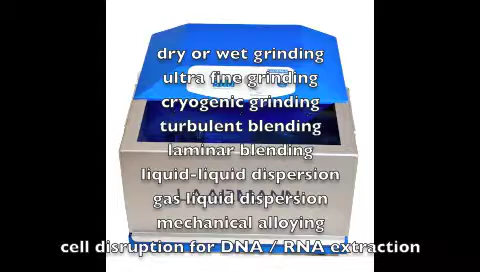 dry or wet grinding
ultra fine grinding
cryogenic grinding
turbulent blending
laminar blending
liquid-liquid dispersion
LAARMANN
gas-liquid dispersion
mechanical alloying
cell disruption for DNA / RNA extraction